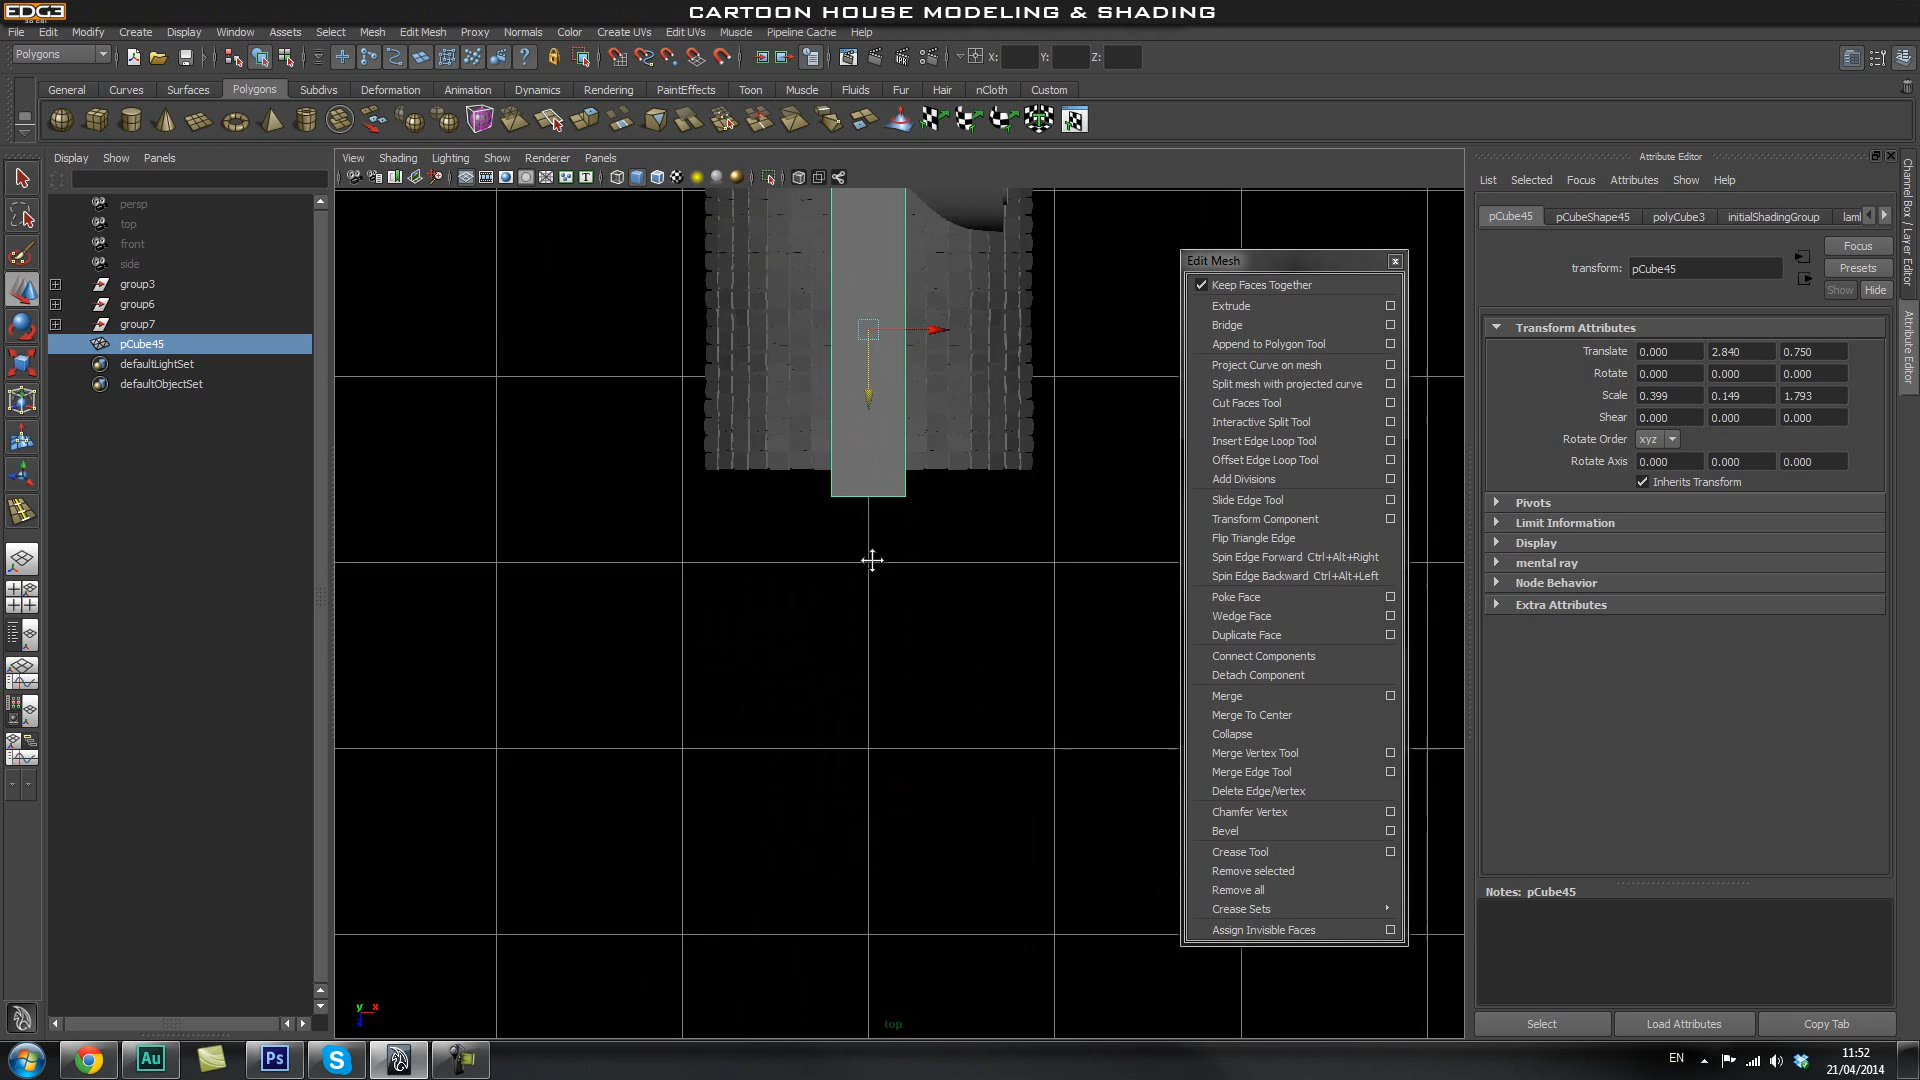 EDG3
CARTOON HOUSE MODELING & SHADING
File Edit Modify Create Display Window Assets Select Mesh Edit Mesh Proxy Normals Color Create UVs Edit UVs Muscle Pipeline Cache Help
Polygons X: Y: Z:
General Curves Surfaces Polygons Subdivs Deformation Animation Dynamics Rendering PaintEffects Toon Muscle Fluids Fur Hair nCloth Custom
Display Show Panels
View Shading Lighting Show Renderer Panels
persp
top
front
side
group3
group6
group7
pCube45
defaultLightSet
defaultObjectSet
y x
top
Edit Mesh
Keep Faces Together
Extrude
Bridge
Append to Polygon Tool
Project Curve on mesh
Split mesh with projected curve
Cut Faces Tool
Interactive Split Tool
Insert Edge Loop Tool
Offset Edge Loop Tool
Add Divisions
Slide Edge Tool
Transform Component
Flip Triangle Edge
Spin Edge Forward Ctrl+Alt+Right
Spin Edge Backward Ctrl+Alt+Left
Poke Face
Wedge Face
Duplicate Face
Connect Components
Detach Component
Merge
Merge To Center
Collapse
Merge Vertex Tool
Merge Edge Tool
Delete Edge/Vertex
Chamfer Vertex
Bevel
Crease Tool
Remove selected
Remove all
Crease Sets
Assign Invisible Faces
Attribute Editor
List Selected Focus Attributes Show Help
pCube45 pCubeShape45 polyCube3 initialShadingGroup laml
Focus
transform: pCube45 Presets
Show Hide
Transform Attributes
Translate 0.000 2.840 0.750
Rotate 0.000 0.000 0.000
Scale 0.399 0.149 1.793
Shear 0.000 0.000 0.000
Rotate Order xyz
Rotate Axis 0.000 0.000 0.000
Inherits Transform
Pivots
Limit Information
Display
mental ray
Node Behavior
Extra Attributes
Notes: pCube45
Select Load Attributes Copy Tab
Channel Box / Layer Editor
Attribute Editor
Au Ps S
EN 11:52
21/04/2014